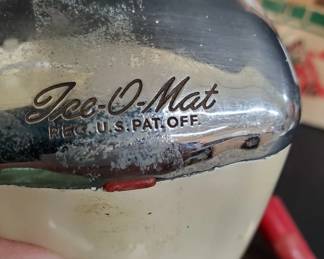 Ice-O-Mat
REG. U.S. PAT. OFF.